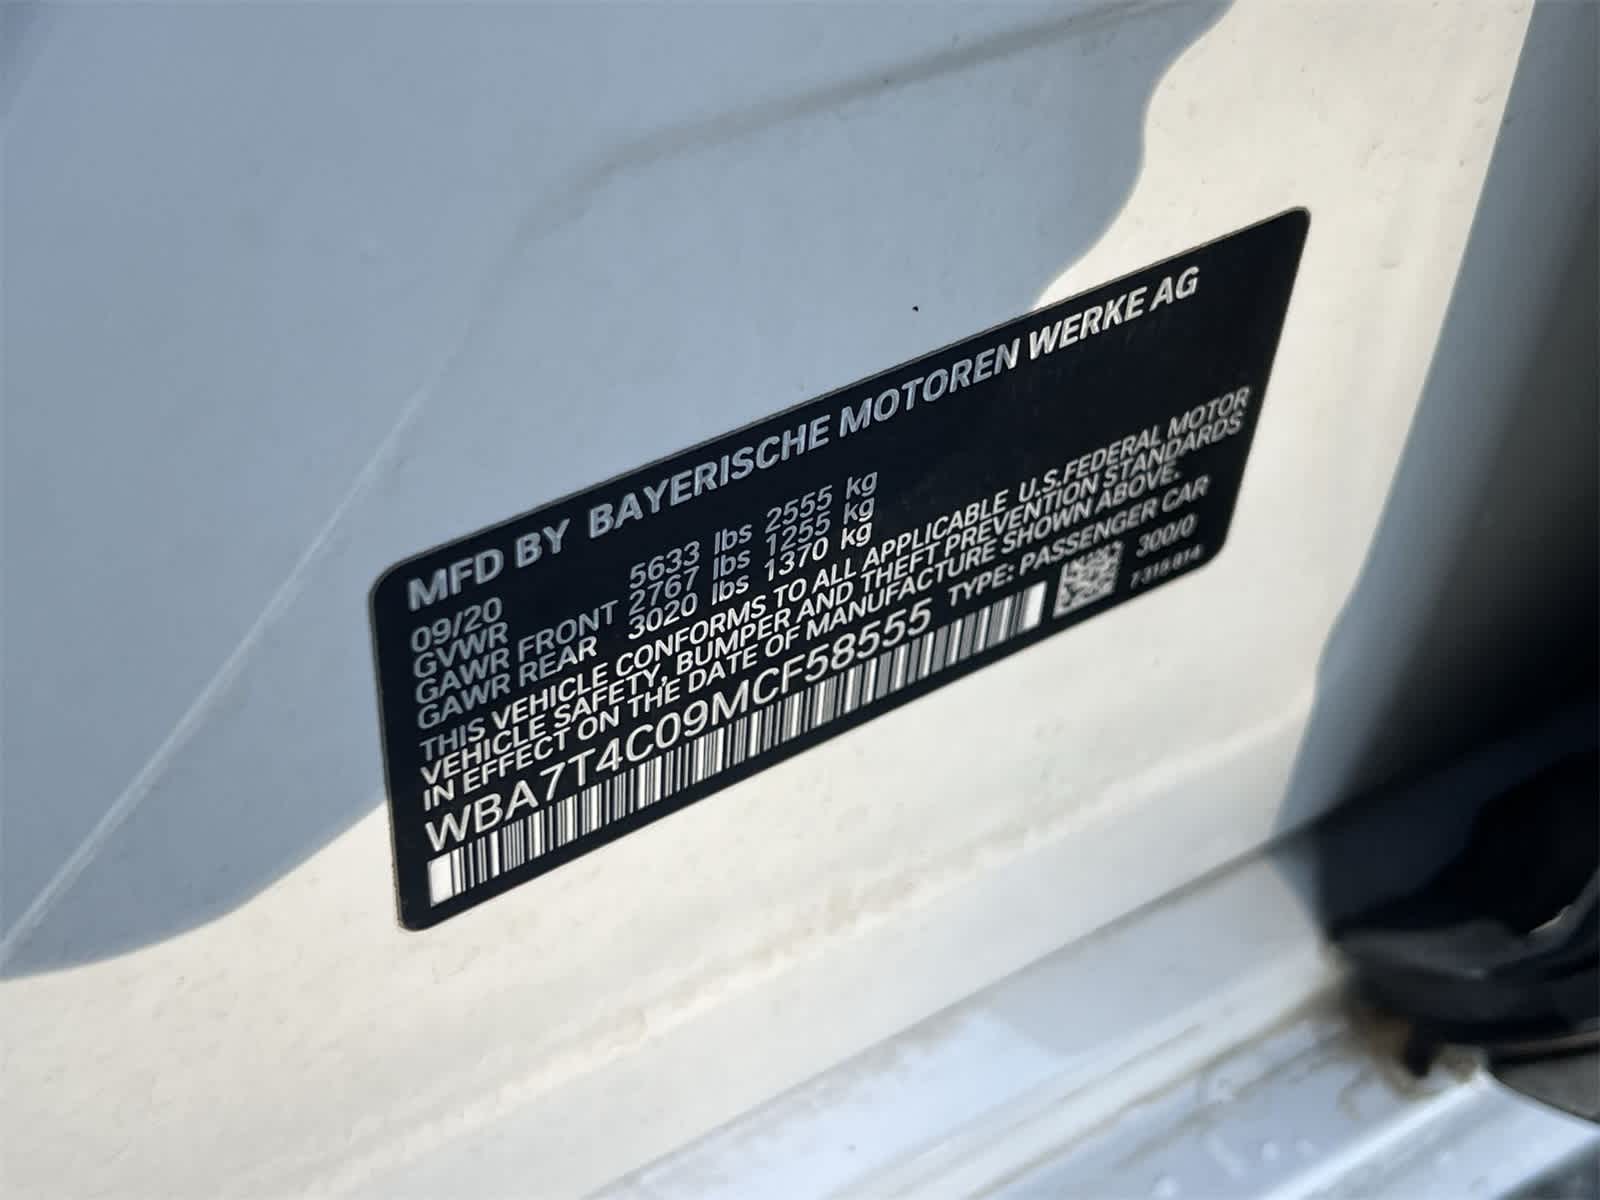 MFD BY BAYERISCHE MOTOREN WERKE AG
09/20
GVWR 5633 lbs 2555 kg
GAWR FRONT 2767 lbs 1255 kg
GAWR REAR 3020 lbs 1370 kg
THIS VEHICLE CONFORMS TO ALL APPLICABLE U.S.FEDERAL MOTOR
VEHICLE SAFETY, BUMPER AND THEFT PREVENTION STANDARDS
IN EFFECT ON THE DATE OF MANUFACTURE SHOWN ABOVE.
WBA7T4C09MCF58555 TYPE: PASSENGER CAR
300/0